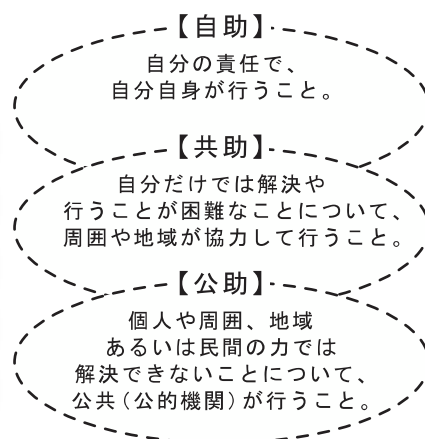 【自助】
自分の責任で、
自分自身が行うこと。
【共助】
自分だけでは解決や
行うことが困難なことについて、
周囲や地域が協力して行うこと。
【公助】
個人や周囲、地域
あるいは民間の力では
解決できないことについて、
公共(公的機関)が行うこと。